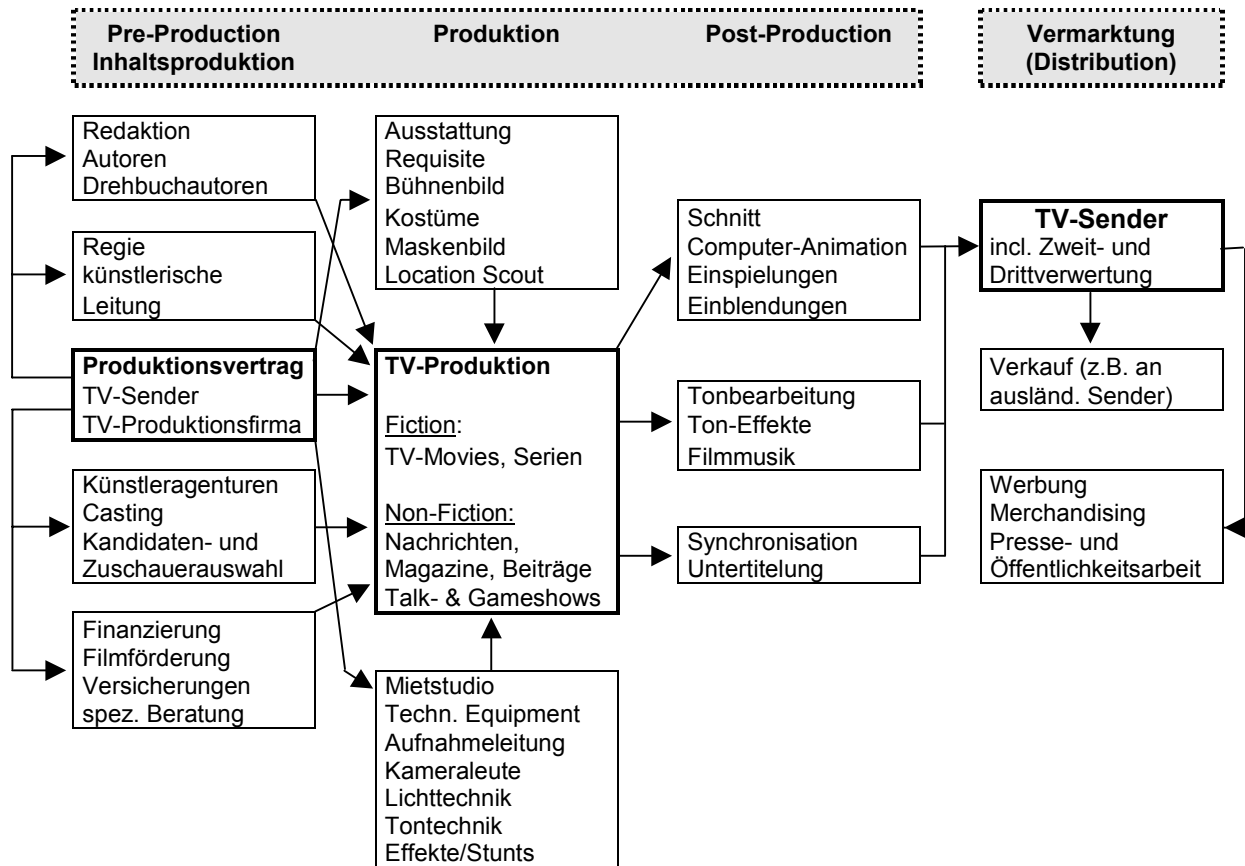 Pre-Production
Inhaltsproduktion
Produktion
Post-Production
Vermarktung
(Distribution)
Redaktion
Autoren
Drehbuchautoren
Regie
künstlerische
Leitung
Produktionsvertrag
TV-Sender
TV-Produktionsfirma
Künstleragenturen
Casting
Kandidaten- und
Zuschauerauswahl
Finanzierung
Filmförderung
Versicherungen
spez. Beratung
Ausstattung
Requisite
Bühnenbild
Kostüme
Maskenbild
Location Scout
TV-Produktion
Fiction:
TV-Movies, Serien
Non-Fiction:
Nachrichten,
Magazine, Beiträge
Talk- & Gameshows
Mietstudio
Techn. Equipment
Aufnahmeleitung
Kameraleute
Lichttechnik
Tontechnik
Effekte/Stunts
Schnitt
Computer-Animation
Einspielungen
Einblendungen
Tonbearbeitung
Ton-Effekte
Filmmusik
Synchronisation
Untertitelung
TV-Sender
incl. Zweit- und
Drittverwertung
Verkauf (z.B. an
ausländ. Sender)
Werbung
Merchandising
Presse- und
Öffentlichkeitsarbeit